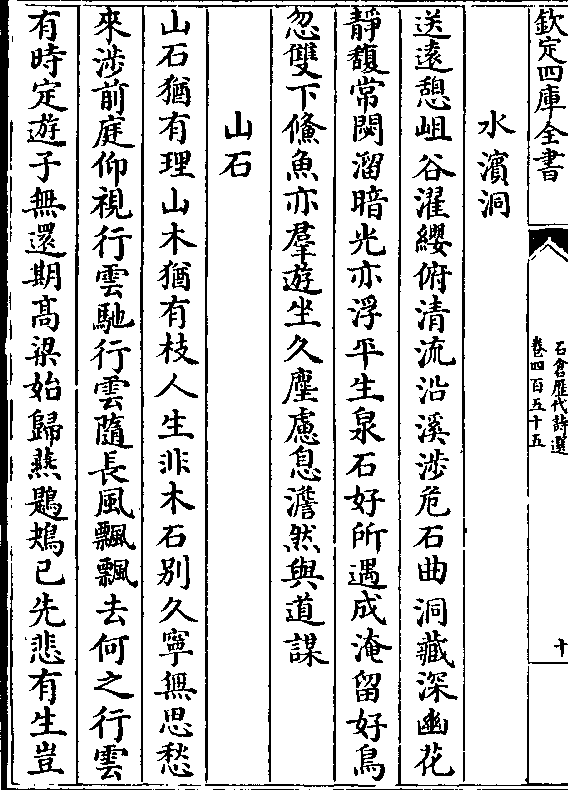 欽定四庫全書
石倉歷代詩選
卷四百五十五
十
水濱洞
送遠憩岨谷濯纓俯清流沿溪涉危石曲洞藏深幽花
靜馥常閟溜暗光亦浮平生泉石好所遇成淹留好鳥
忽雙下儵魚亦羣遊坐久塵慮息澹然與道謀
山石
山石猶有理山木猶有枝人生非木石别久寧無思愁
來涉前庭仰視行雲馳行雲隨長風飄飄去何之行雲
有時定遊子無還期髙梁始歸燕鶗鴂已先悲有生豈